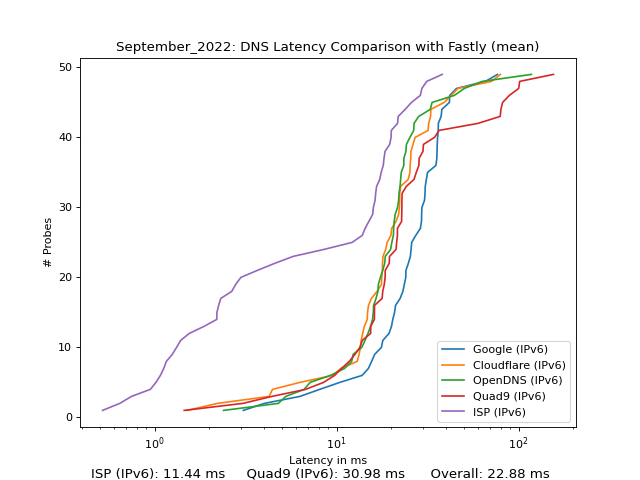 September_2022: DNS Latency Comparison with Fastly (mean)
# Probes
50
40
30
20
10
0
Google (IPv6)
Cloudflare (IPv6)
OpenDNS (IPv6)
Quad9 (IPv6)
ISP (IPv6)
10⁰ 10¹ 10²
Latency in ms
ISP (IPv6): 11.44 ms Quad9 (IPv6): 30.98 ms Overall: 22.88 ms